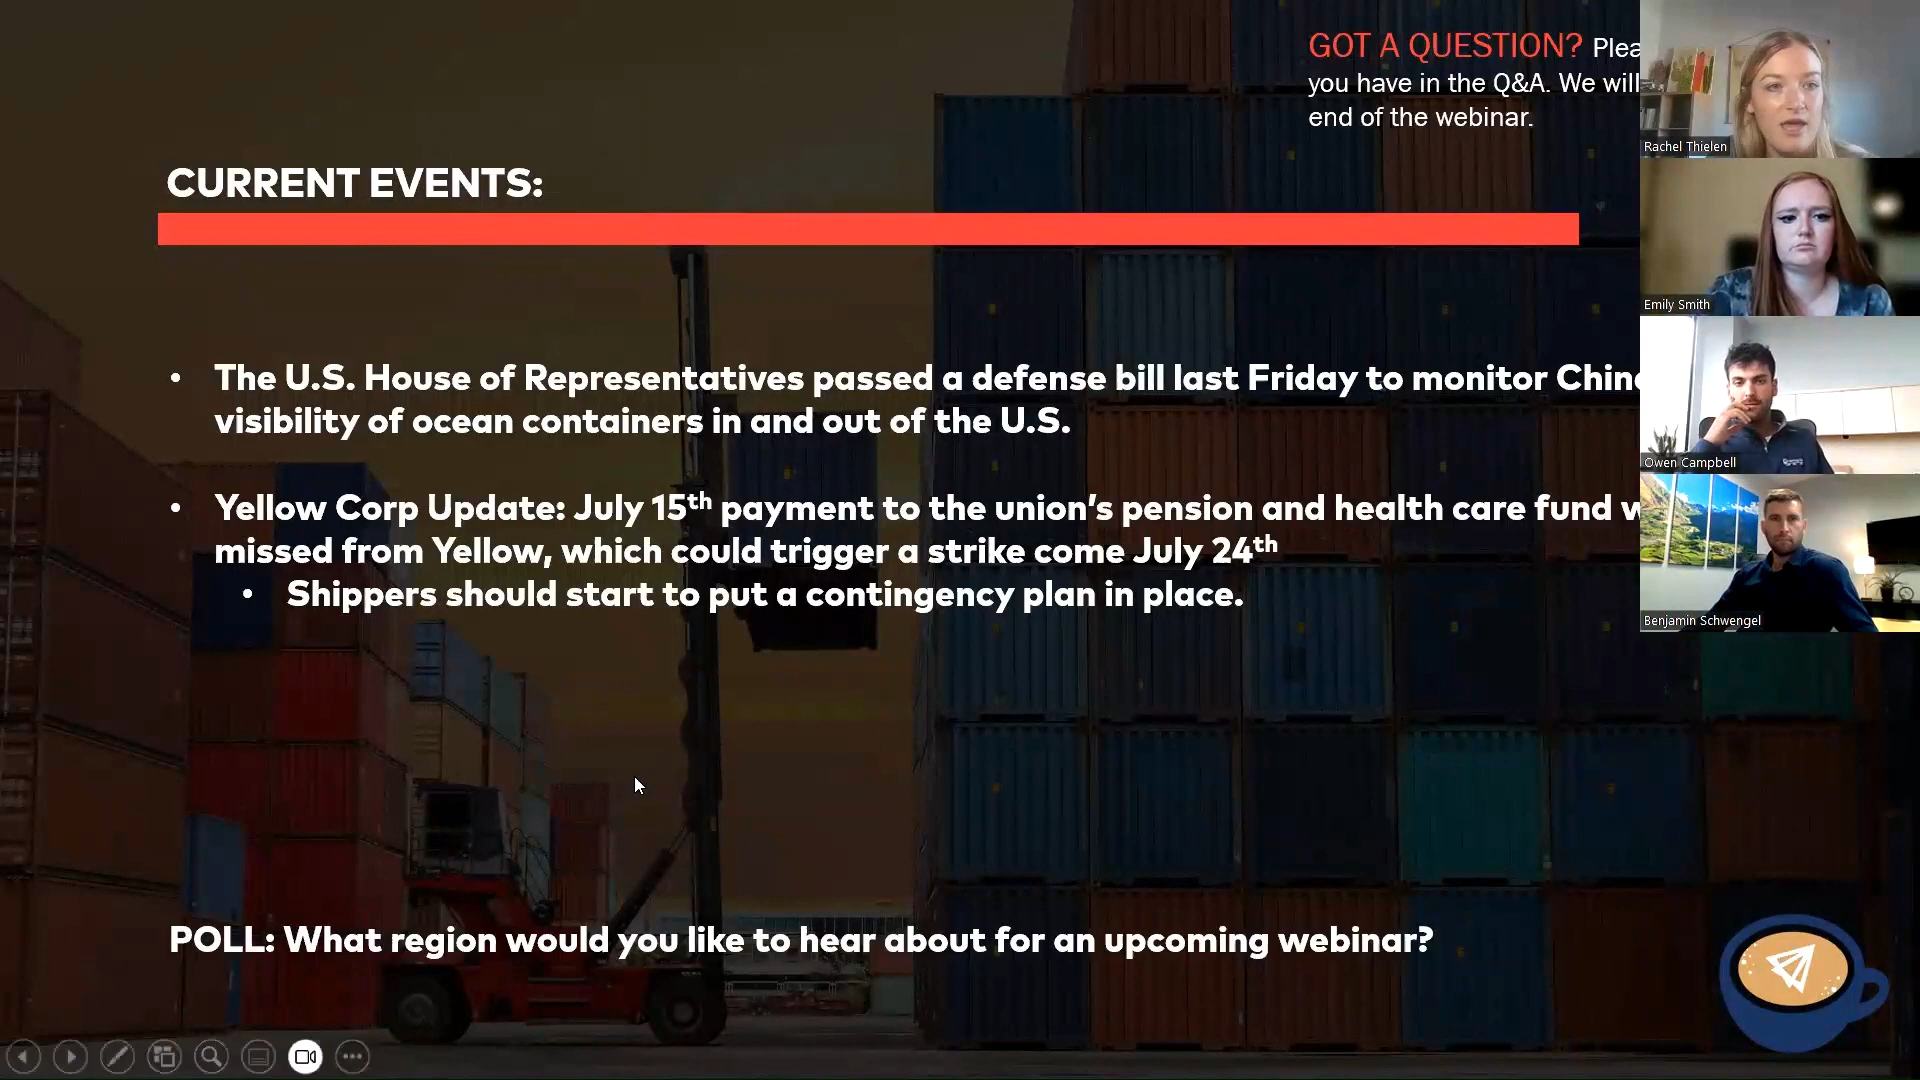 GOT A QUESTION?
you have in the Q&A. We will
end of the webinar.
Rachel Thielen
CURRENT EVENTS:
Emily Smith
• The U.S. House of Representatives passed a defense bill last Friday to monitor
visibility of ocean containers in and out of the U.S.
Owen Campbell
• Yellow Corp Update: July 15th payment to the union’s pension and health care fund
missed from Yellow, which could trigger a strike come July 24th
• Shippers should start to put a contingency plan in place.
Benjamin Schwengel
POLL: What region would you like to hear about for an upcoming webinar?